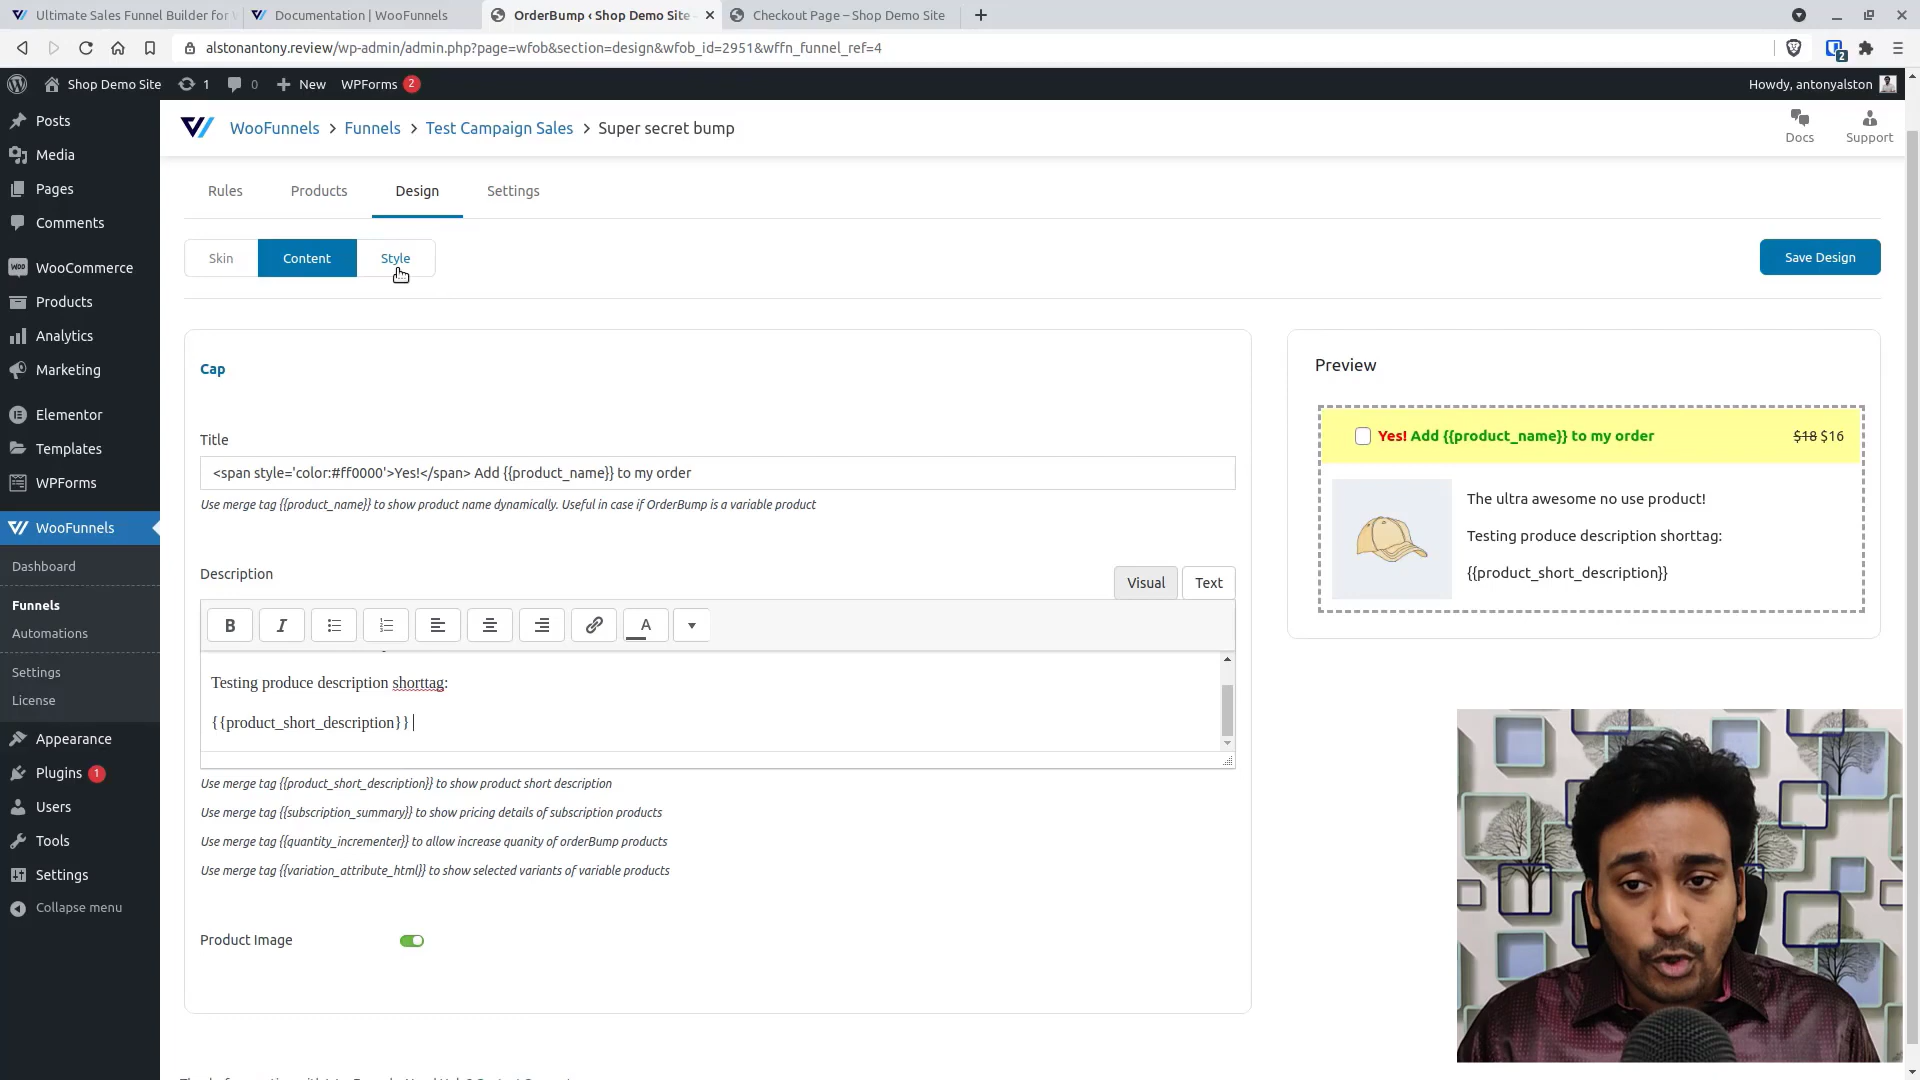 Ultimate Sales Funnel Builder for W
Documentation | WooFunnels
OrderBump ‹ Shop Demo Site
Checkout Page – Shop Demo Site
alstonantony.review/wp-admin/admin.php?page=wfob&section=design&wfob_id=2951&wffn_funnel_ref=4
2
Shop Demo Site
1
0
New
WPForms 2
Howdy, antonyalston
Posts
Media
Pages
Comments
WooCommerce
Products
Analytics
Marketing
Elementor
Templates
WPForms
WooFunnels
Dashboard
Funnels
Automations
Settings
License
Appearance
Plugins 1
Users
Tools
Settings
Collapse menu
WooFunnels > Funnels > Test Campaign Sales > Super secret bump
Docs
Support
Rules
Products
Design
Settings
Skin
Content
Style
Save Design
Cap
Title
<span style='color:#ff0000'>Yes!</span> Add {{product_name}} to my order
Use merge tag {{product_name}} to show product name dynamically. Useful in case if OrderBump is a variable product
Description
Visual
Text
B
I
A
Testing produce description shorttag:
{{product_short_description}}
Use merge tag {{product_short_description}} to show product short description
Use merge tag {{subscription_summary}} to show pricing details of subscription products
Use merge tag {{quantity_incrementer}} to allow increase quanity of orderBump products
Use merge tag {{variation_attribute_html}} to show selected variants of variable products
Product Image
Preview
Yes! Add {{product_name}} to my order
$18 $16
The ultra awesome no use product!
Testing produce description shorttag:
{{product_short_description}}